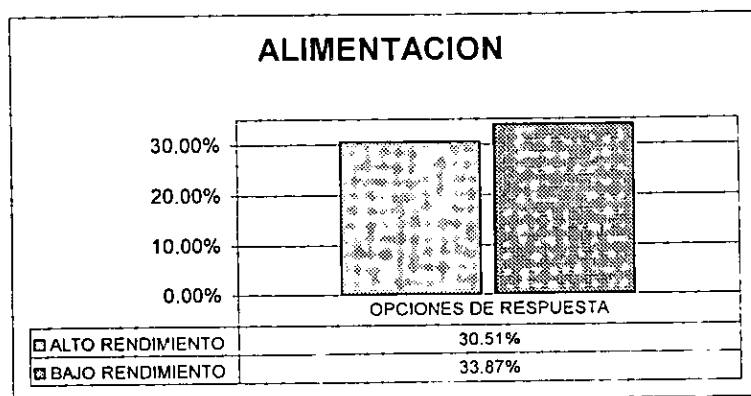 ALIMENTACION
30.00%
20.00%
10.00%
0.00%
OPCIONES DE RESPUESTA
ALTO RENDIMIENTO 30.51%
BAJO RENDIMIENTO 33.87%